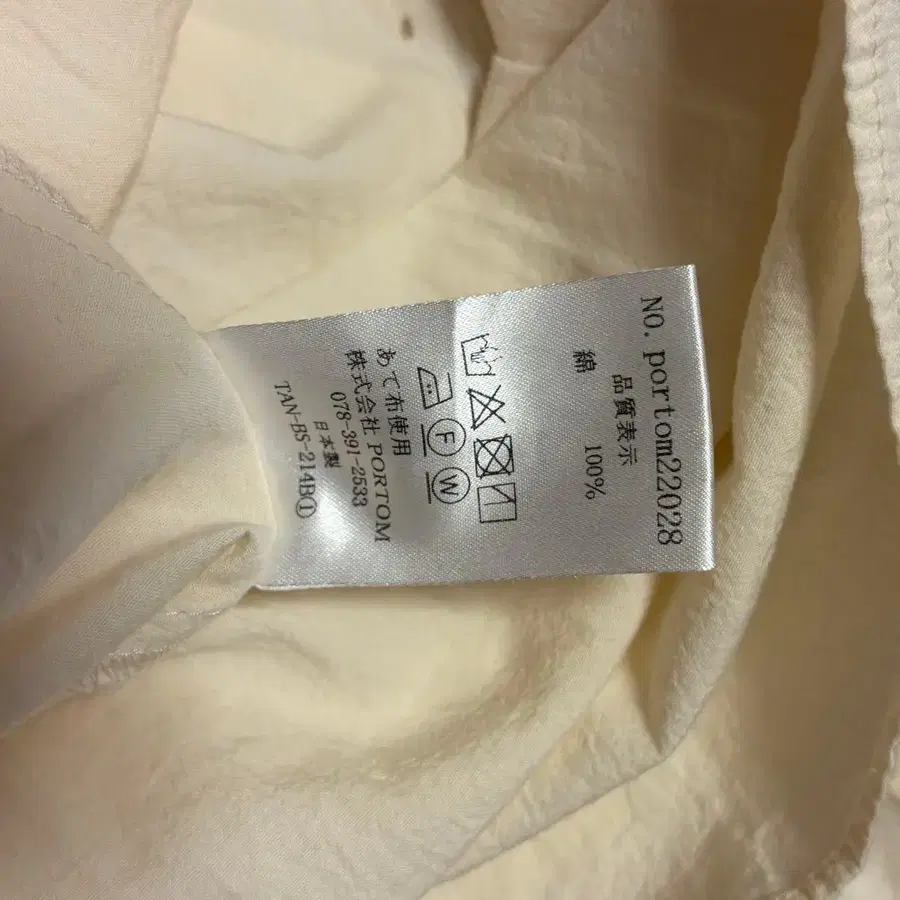 NO. portom22028
品質表示
綿 100%
F
W
あて布使用
株式会社 PORTOM
078-391-2533
日本製
TAN-BS-214B①